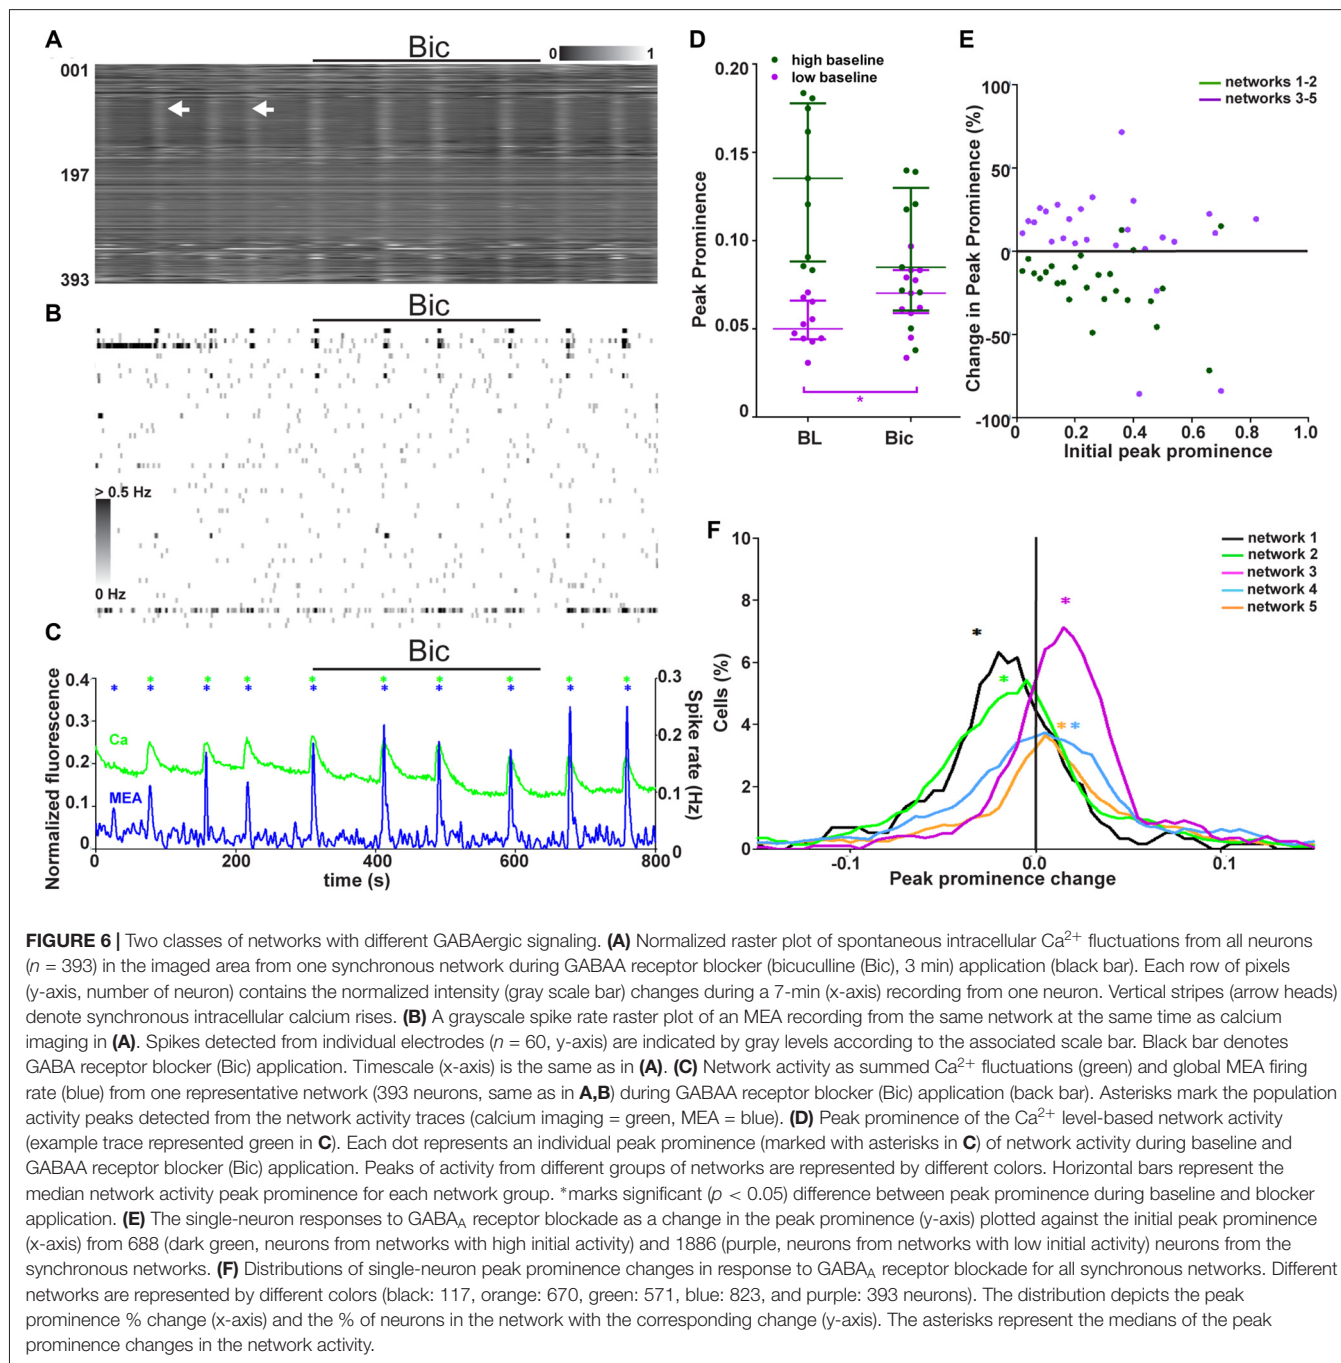 A
Bic
0
1
001
197
393
B
Bic
> 0.5 Hz
0 Hz
C
Bic
Normalized fluorescence
0.4
0.3
0.2
0.1
0
Ca
MEA
* * * * * * * * *
* * * * * * * * * *
0.3
0.2
0.1
0
Spike rate (Hz)
0 200 400 600 800
time (s)
D
high baseline
low baseline
Peak Prominence
0.20
0.15
0.10
0.05
0
*
BL Bic
E
networks 1-2
networks 3-5
Change in Peak Prominence (%)
100
50
0
-50
-100
0 0.2 0.4 0.6 0.8 1.0
Initial peak prominence
F
network 1
network 2
network 3
network 4
network 5
Cells (%)
10
8
6
4
2
0
* * * * *
-0.1 0.0 0.1
Peak prominence change
FIGURE 6 | Two classes of networks with different GABAergic signaling. (A) Normalized raster plot of spontaneous intracellular Ca²⁺ fluctuations from all neurons
(n = 393) in the imaged area from one synchronous network during GABAA receptor blocker (bicuculline (Bic), 3 min) application (black bar). Each row of pixels
(y-axis, number of neuron) contains the normalized intensity (gray scale bar) changes during a 7-min (x-axis) recording from one neuron. Vertical stripes (arrow heads)
denote synchronous intracellular calcium rises. (B) A grayscale spike rate raster plot of an MEA recording from the same network at the same time as calcium
imaging in (A). Spikes detected from individual electrodes (n = 60, y-axis) are indicated by gray levels according to the associated scale bar. Black bar denotes
GABA receptor blocker (Bic) application. Timescale (x-axis) is the same as in (A). (C) Network activity as summed Ca²⁺ fluctuations (green) and global MEA firing
rate (blue) from one representative network (393 neurons, same as in A,B) during GABAA receptor blocker (Bic) application (back bar). Asterisks mark the population
activity peaks detected from the network activity traces (calcium imaging = green, MEA = blue). (D) Peak prominence of the Ca²⁺ level-based network activity
(example trace represented green in C). Each dot represents an individual peak prominence (marked with asterisks in C) of network activity during baseline and
GABAA receptor blocker (Bic) application. Peaks of activity from different groups of networks are represented by different colors. Horizontal bars represent the
median network activity peak prominence for each network group. *marks significant (p < 0.05) difference between peak prominence during baseline and blocker
application. (E) The single-neuron responses to GABA_A receptor blockade as a change in the peak prominence (y-axis) plotted against the initial peak prominence
(x-axis) from 688 (dark green, neurons from networks with high initial activity) and 1886 (purple, neurons from networks with low initial activity) neurons from the
synchronous networks. (F) Distributions of single-neuron peak prominence changes in response to GABA_A receptor blockade for all synchronous networks. Different
networks are represented by different colors (black: 117, orange: 670, green: 571, blue: 823, and purple: 393 neurons). The distribution depicts the peak
prominence % change (x-axis) and the % of neurons in the network with the corresponding change (y-axis). The asterisks represent the medians of the peak
prominence changes in the network activity.